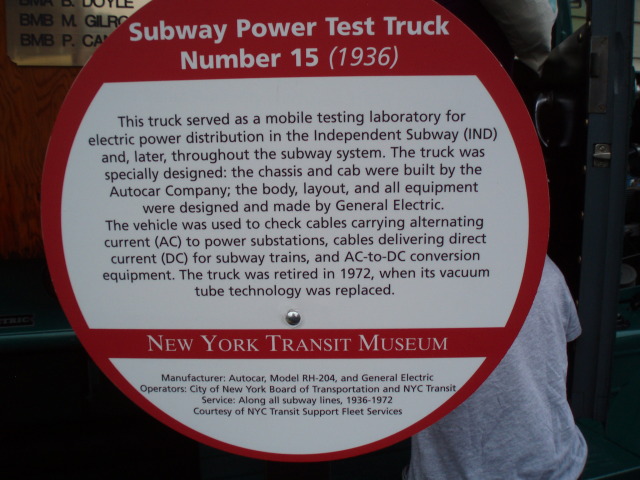 BMA B. DOYLE
BMB M. GILRO
BMB P. CAN
Subway Power Test Truck
Number 15 (1936)
This truck served as a mobile testing laboratory for
electric power distribution in the Independent Subway (IND)
and, later, throughout the subway system. The truck was
specially designed: the chassis and cab were built by the
Autocar Company; the body, layout, and all equipment
were designed and made by General Electric.
The vehicle was used to check cables carrying alternating
current (AC) to power substations, cables delivering direct
current (DC) for subway trains, and AC-to-DC conversion
equipment. The truck was retired in 1972, when its vacuum
tube technology was replaced.
NEW YORK TRANSIT MUSEUM
Manufacturer: Autocar, Model RH-204, and General Electric
Operators: City of New York Board of Transportation and NYC Transit
Service: Along all subway lines, 1936-1972
Courtesy of NYC Transit Support Fleet Services